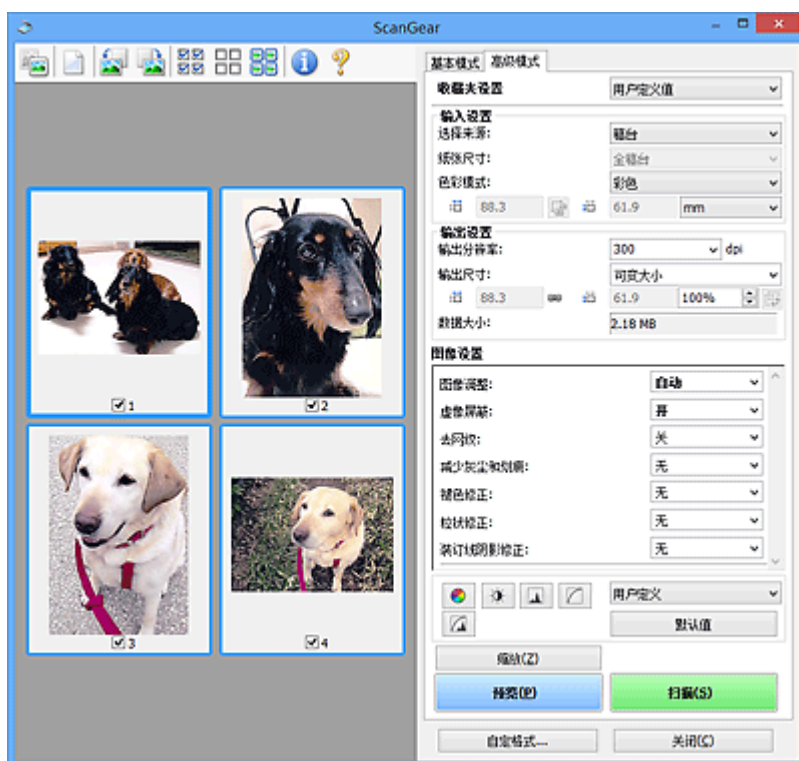 ScanGear
基本模式 高级模式
收藏夹设置 用户定义值
输入设置
选择来源: 稿台
纸张尺寸: 全稿台
色彩模式: 彩色
88.3 61.9 mm
输出设置
输出分辨率: 300 dpi
输出尺寸: 可变大小
88.3 61.9 100%
数据大小: 2.18 MB
图像设置
图像调整: 自动
虚像屏蔽: 开
去网纹: 关
减少灰尘和划痕: 无
褪色修正: 无
粒状修正: 无
装订线阴影修正: 无
用户定义
默认值
缩放(Z)
预览(P) 扫描(S)
自定格式... 关闭(C)
1
2
3
4